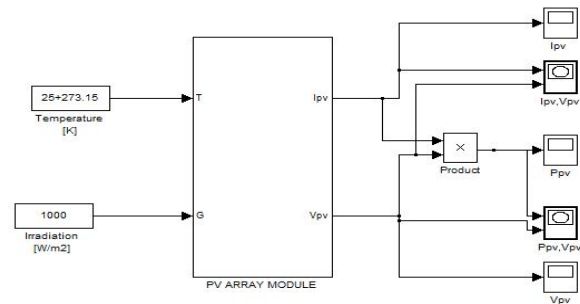 Ipv
25+273.15
T
Ipv
Temperature
[K]
Ipv,Vpv
×
Product
Ppv
1000
G
Vpv
Irradiation
[W/m2]
Ppv,Vpv
PV ARRAY MODULE
Vpv